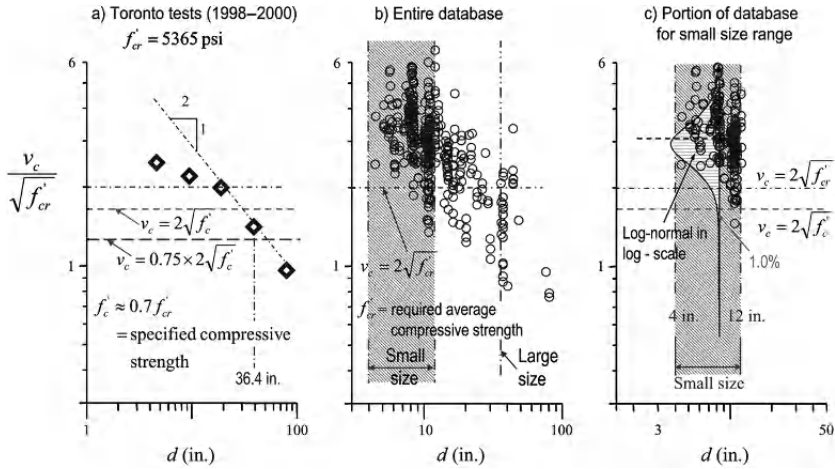 a) Toronto tests (1998–2000)
f'cr = 5365 psi
6
2
1
vc
√f'cr
vc = 2√f'c
1
vc = 0.75 × 2√f'c
f'c ≈ 0.7 f'cr
= specified compressive
strength
36.4 in.
1
100
d (in.)
b) Entire database
6
1
vc = 2√f'cr
f'cr = required average
compressive strength
Small
size
Large
size
1
10
100
d (in.)
c) Portion of database
for small size range
6
vc = 2√f'cr
vc = 2√f'c
Log-normal in
log - scale
1.0%
1
4 in.
12 in.
Small size
3
50
d (in.)